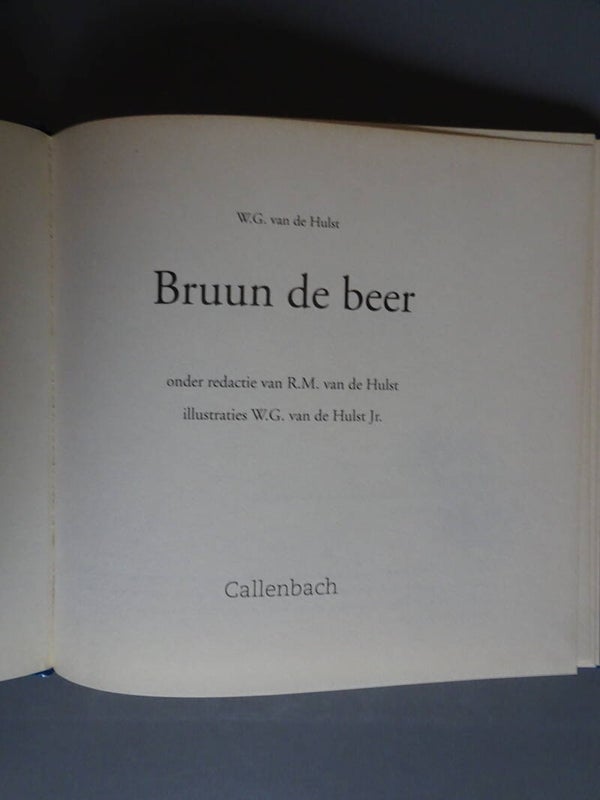 W.G. van de Hulst
Bruun de beer
onder redactie van R.M. van de Hulst
illustraties W.G. van de Hulst Jr.
Callenbach